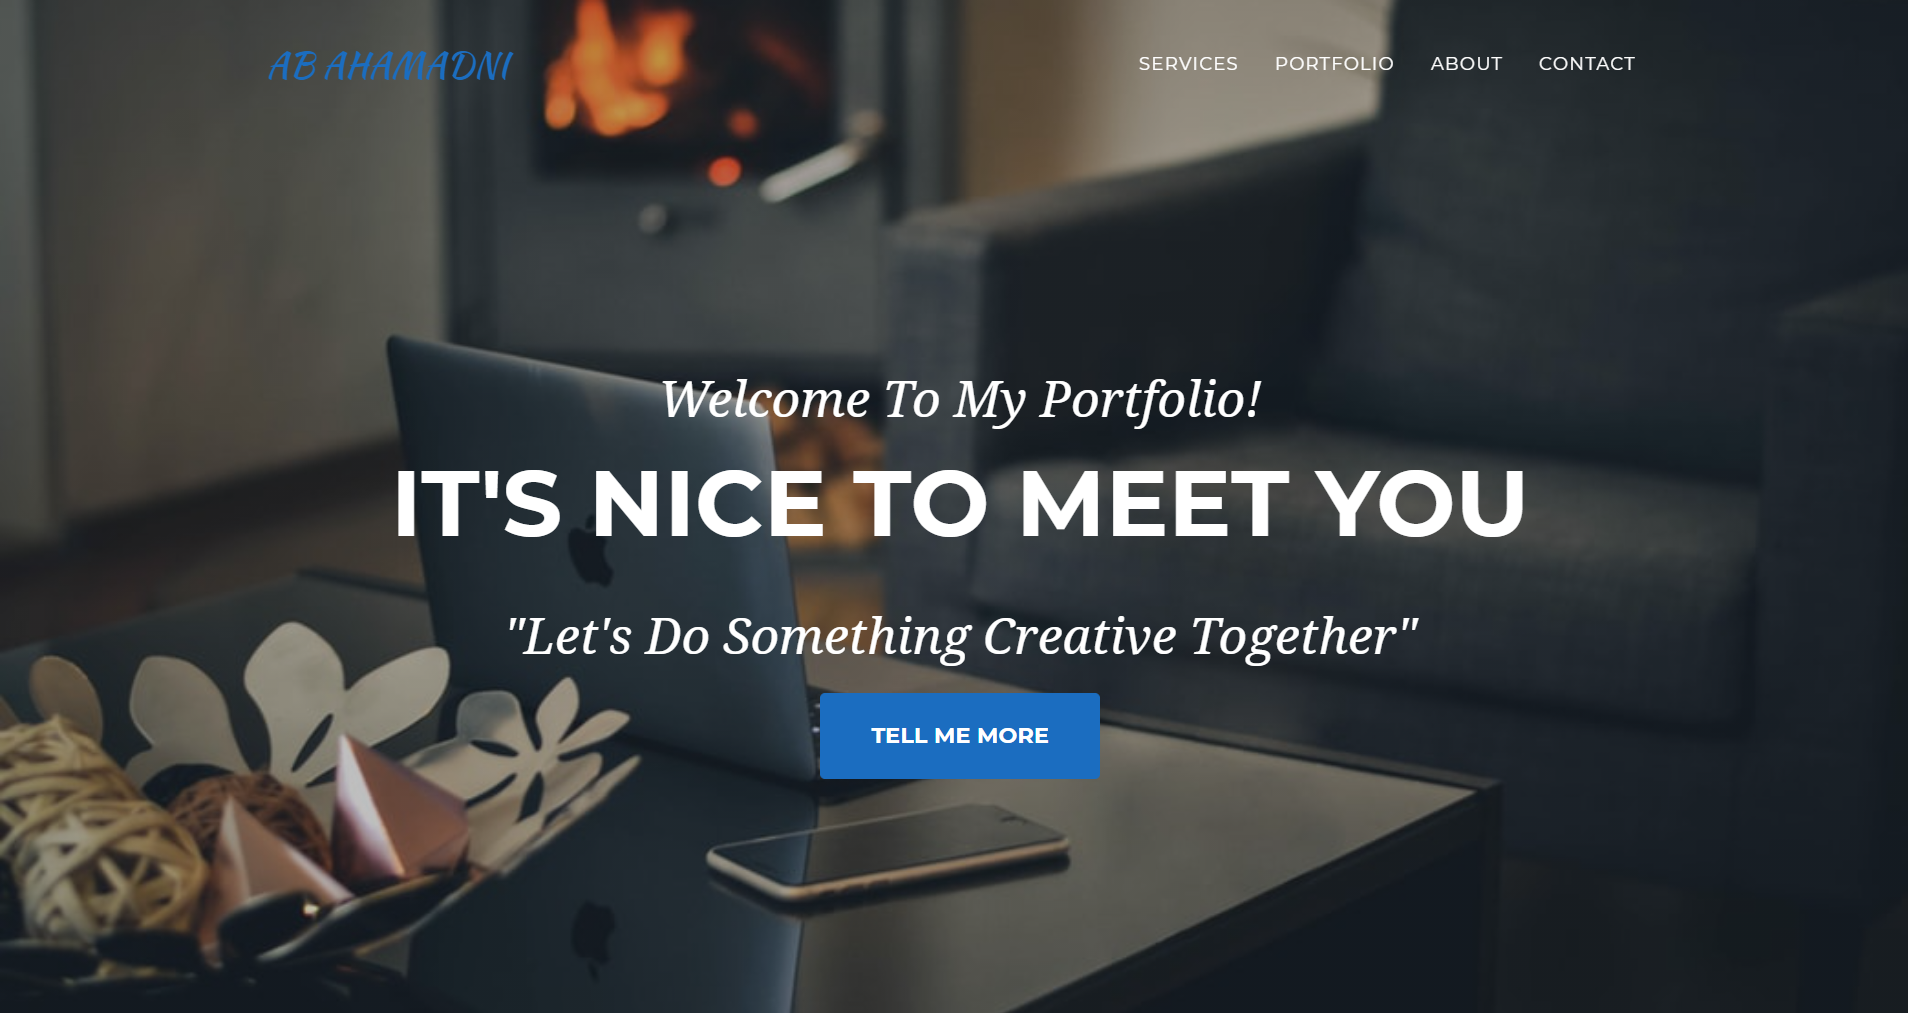 AB AHAMADNI
SERVICES PORTFOLIO ABOUT CONTACT
Welcome To My Portfolio!
IT'S NICE TO MEET YOU
"Let's Do Something Creative Together"
TELL ME MORE